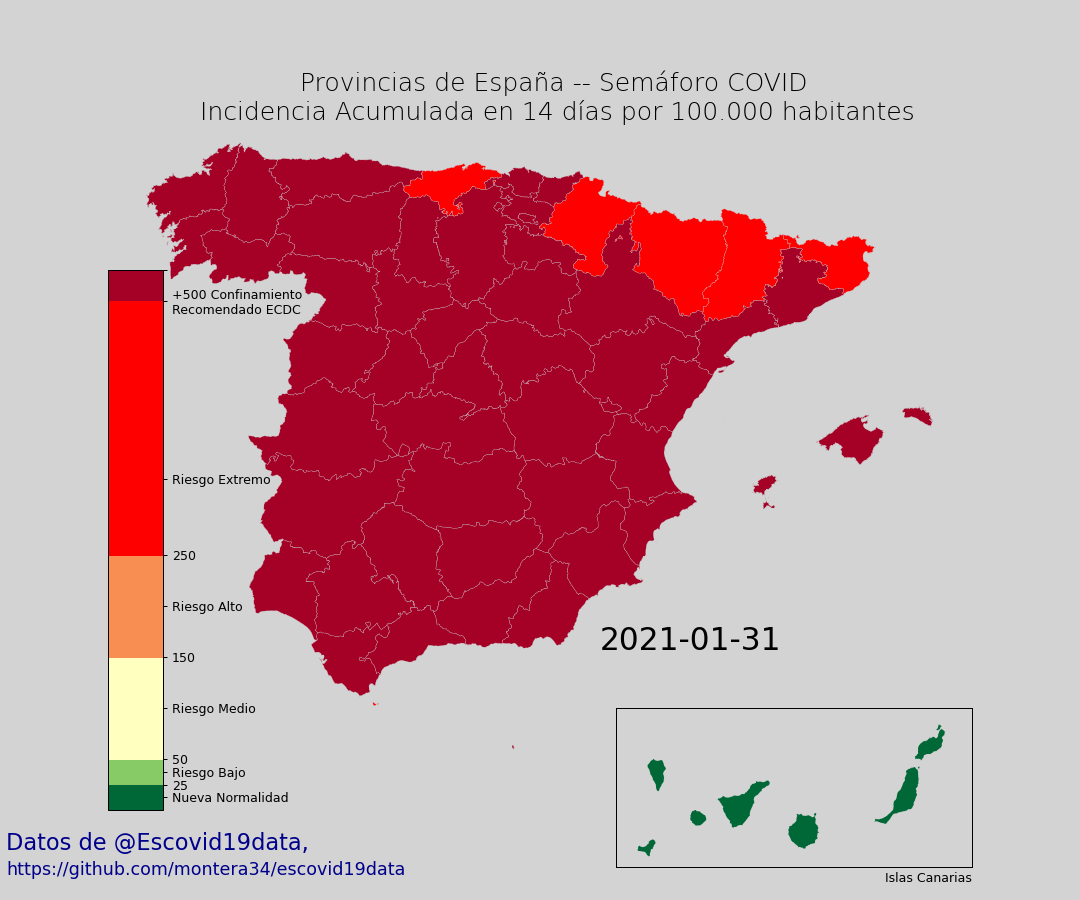 Provincias de España -- Semáforo COVID
Incidencia Acumulada en 14 días por 100.000 habitantes
+500 Confinamiento
Recomendado ECDC
Riesgo Extremo
250
Riesgo Alto
150
Riesgo Medio
50
Riesgo Bajo
25
Nueva Normalidad
2021-01-31
Islas Canarias
Datos de @Escovid19data,
https://github.com/montera34/escovid19data